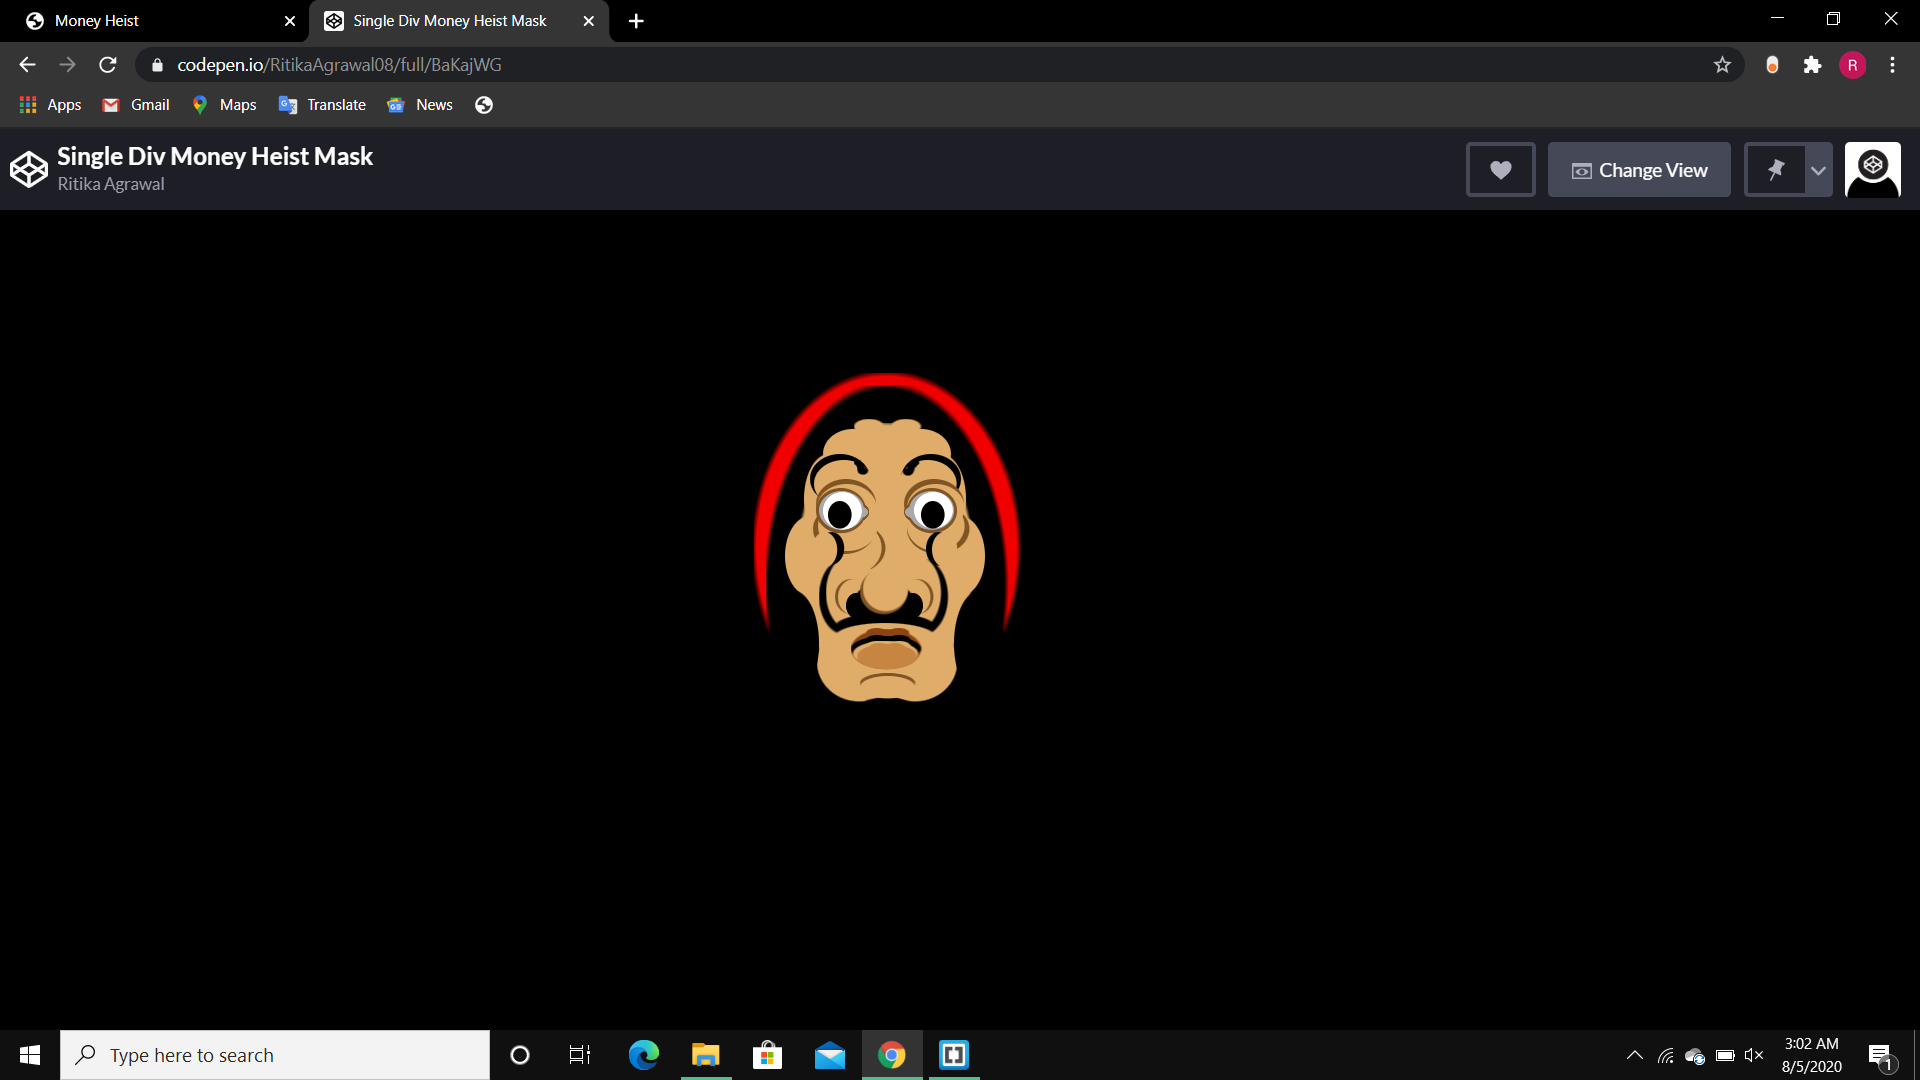 Money Heist
Single Div Money Heist Mask
codepen.io/RitikaAgrawal08/full/BaKajWG
R
Apps
Gmail
Maps
Translate
News
Single Div Money Heist Mask
Ritika Agrawal
Change View
Type here to search
3:02 AM
8/5/2020
1